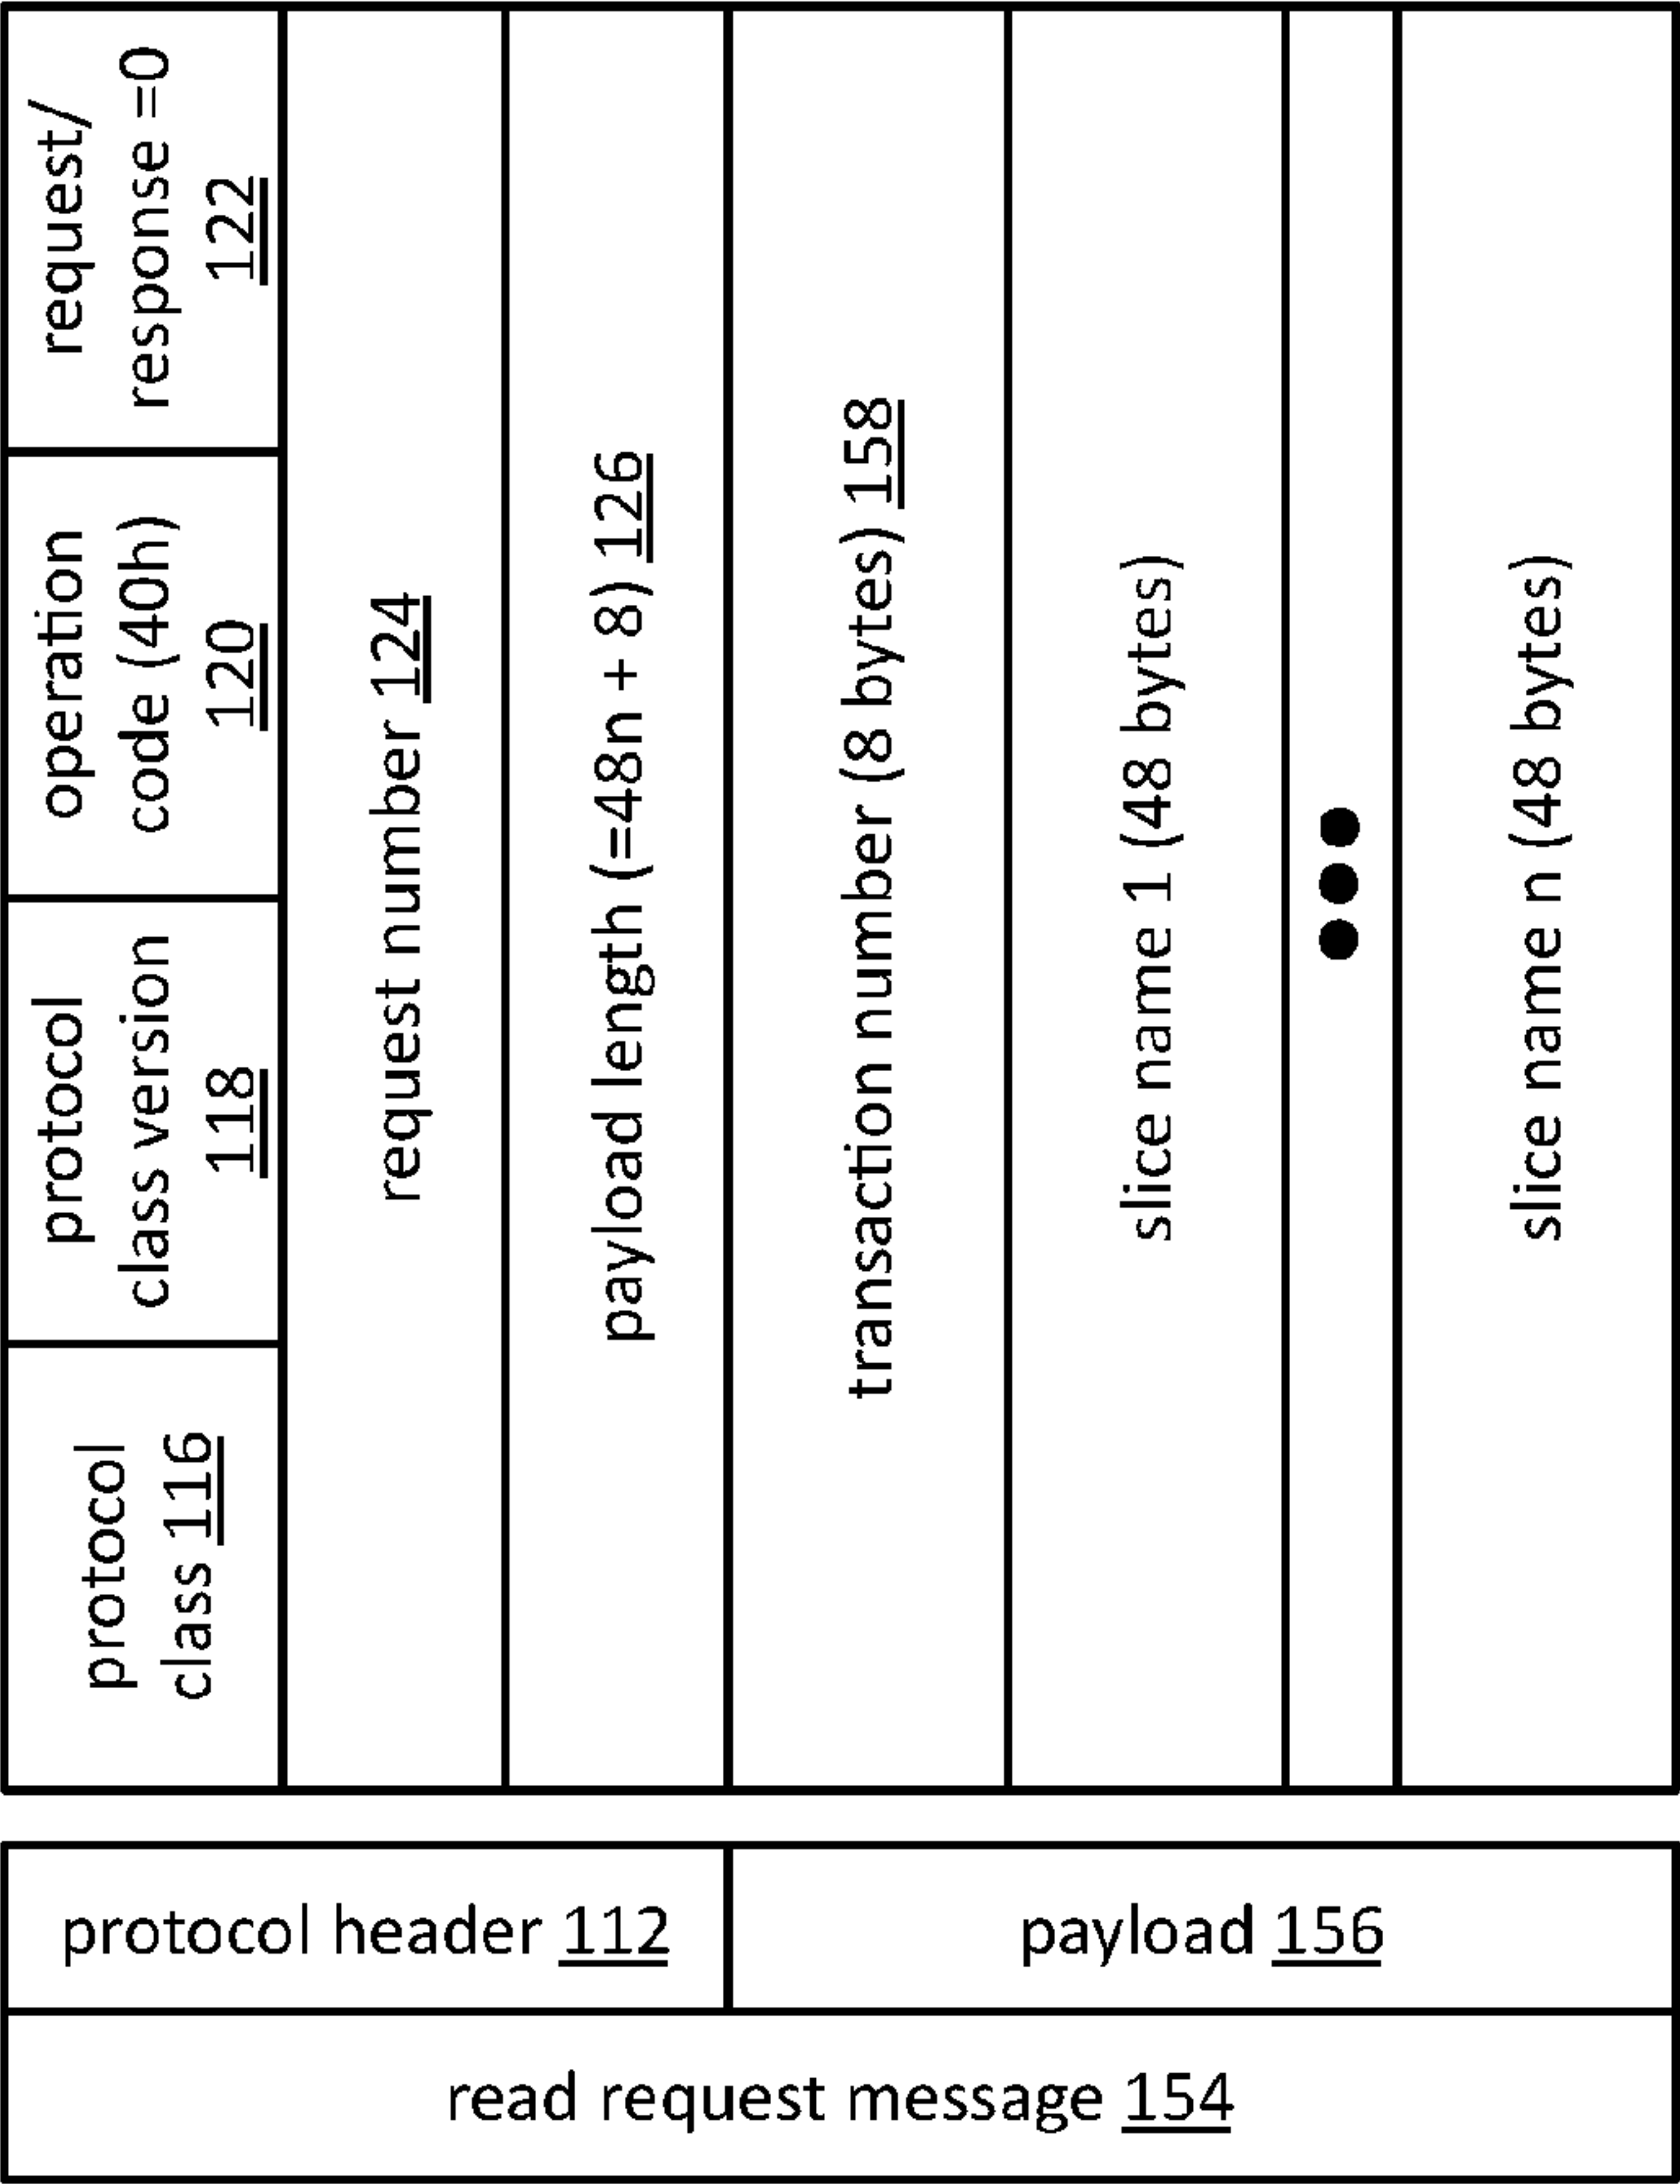 protocol
class 116
protocol
class version
118
operation
code (40h)
120
request/
response =0
122
request number 124
payload length (=48n + 8) 126
transaction number (8 bytes) 158
slice name 1 (48 bytes)
slice name n (48 bytes)
protocol header 112
payload 156
read request message 154